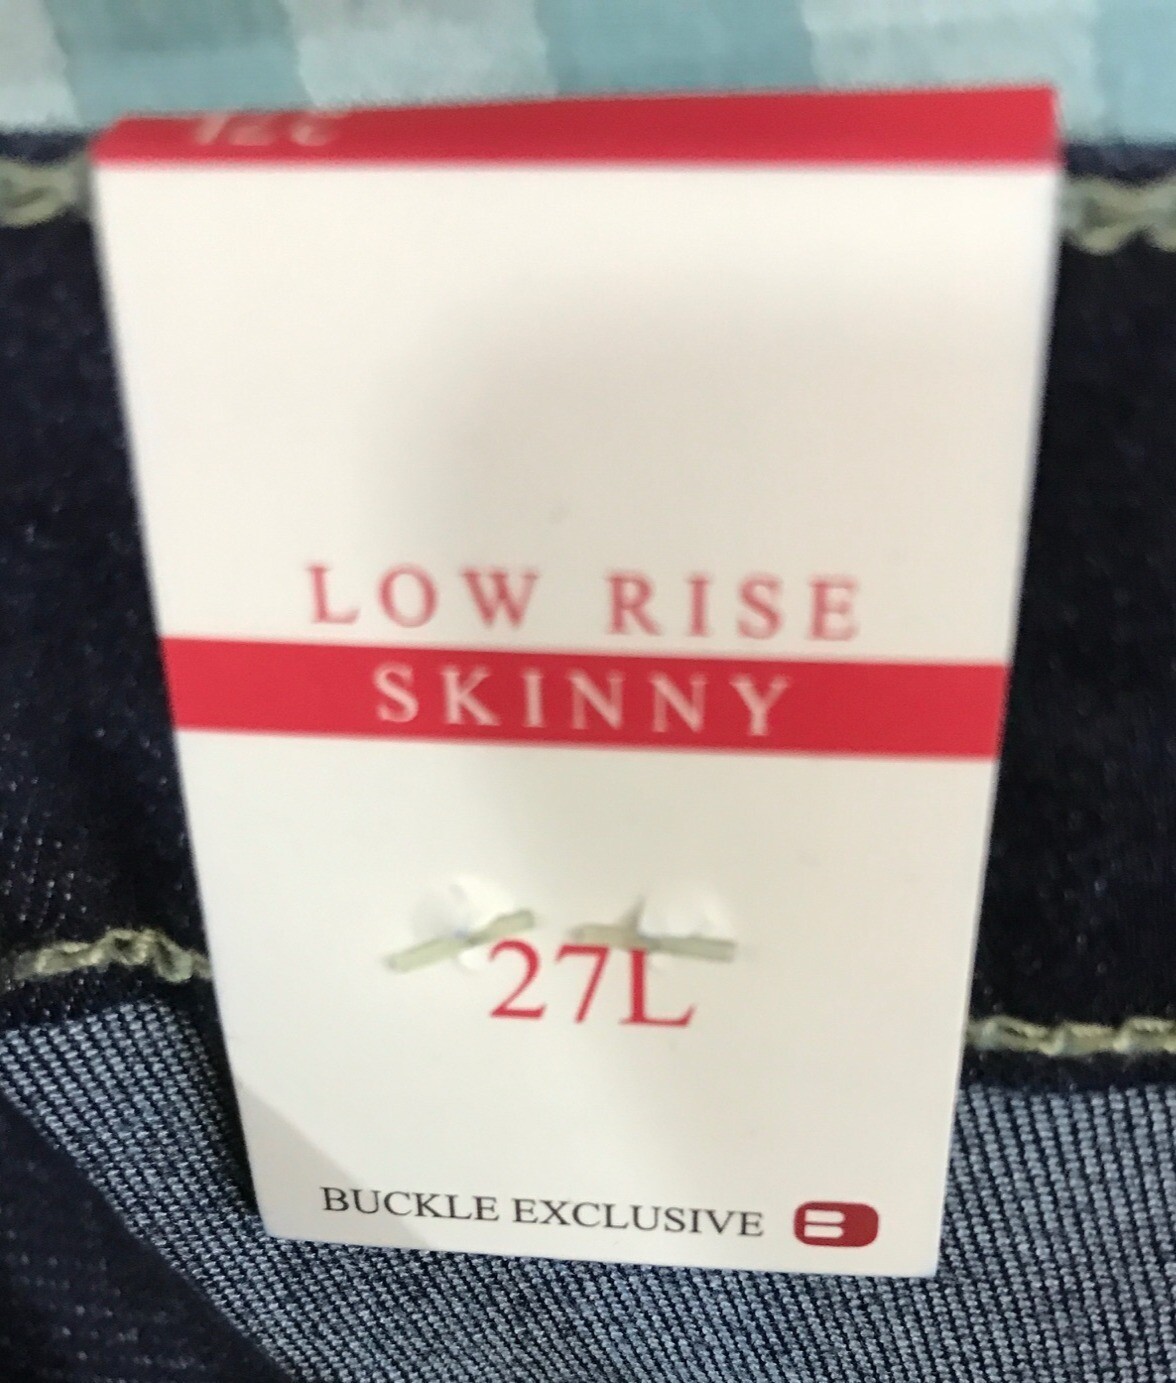 LOW RISE
SKINNY
27L
BUCKLE EXCLUSIVE B